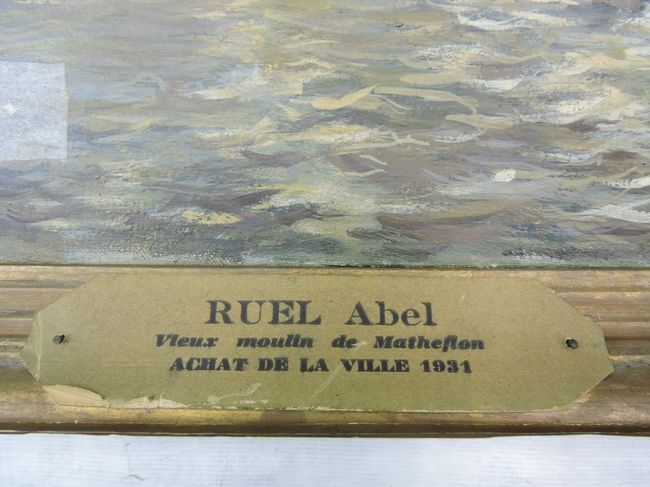 RUEL Abel
Vieux moulin de Matheflon
ACHAT DE LA VILLE 1931